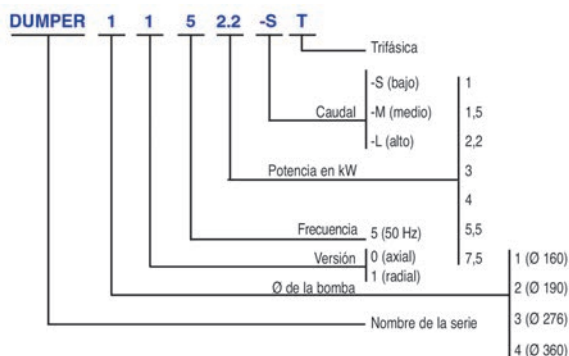 DUMPER 1 1 5 2.2 -S T
Trifásica
-S (bajo)
Caudal
-M (medio)
-L (alto)
1
1,5
2,2
3
4
5,5
7,5
Potencia en kW
Frecuencia
5 (50 Hz)
Versión
0 (axial)
1 (radial)
Ø de la bomba
1 (Ø 160)
2 (Ø 190)
3 (Ø 276)
4 (Ø 360)
Nombre de la serie